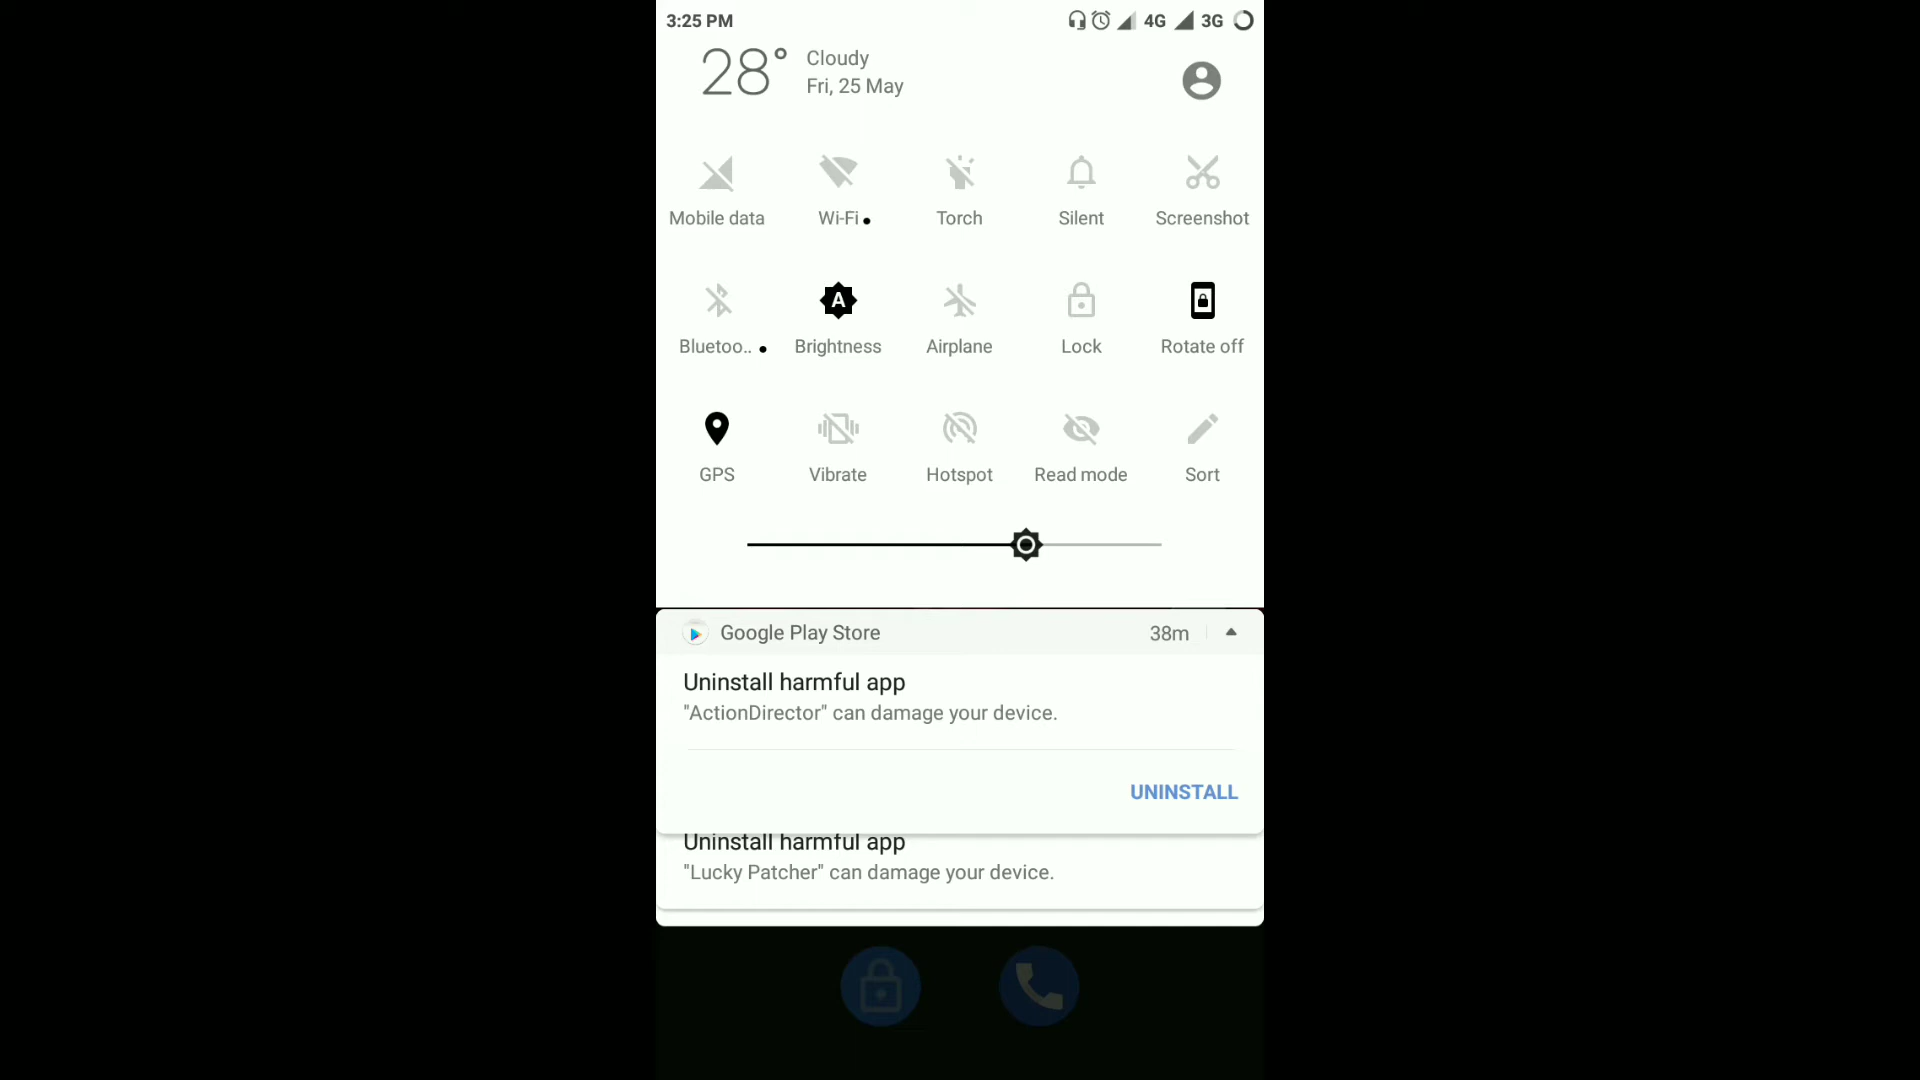 3:25 PM 4G 3G
28° Cloudy
Fri, 25 May
Mobile data Wi-Fi Torch Silent Screenshot
A
Bluetoo.. Brightness Airplane Lock Rotate off
GPS Vibrate Hotspot Read mode Sort
Google Play Store 38m
Uninstall harmful app
"ActionDirector" can damage your device.
UNINSTALL
Uninstall harmful app
"Lucky Patcher" can damage your device.